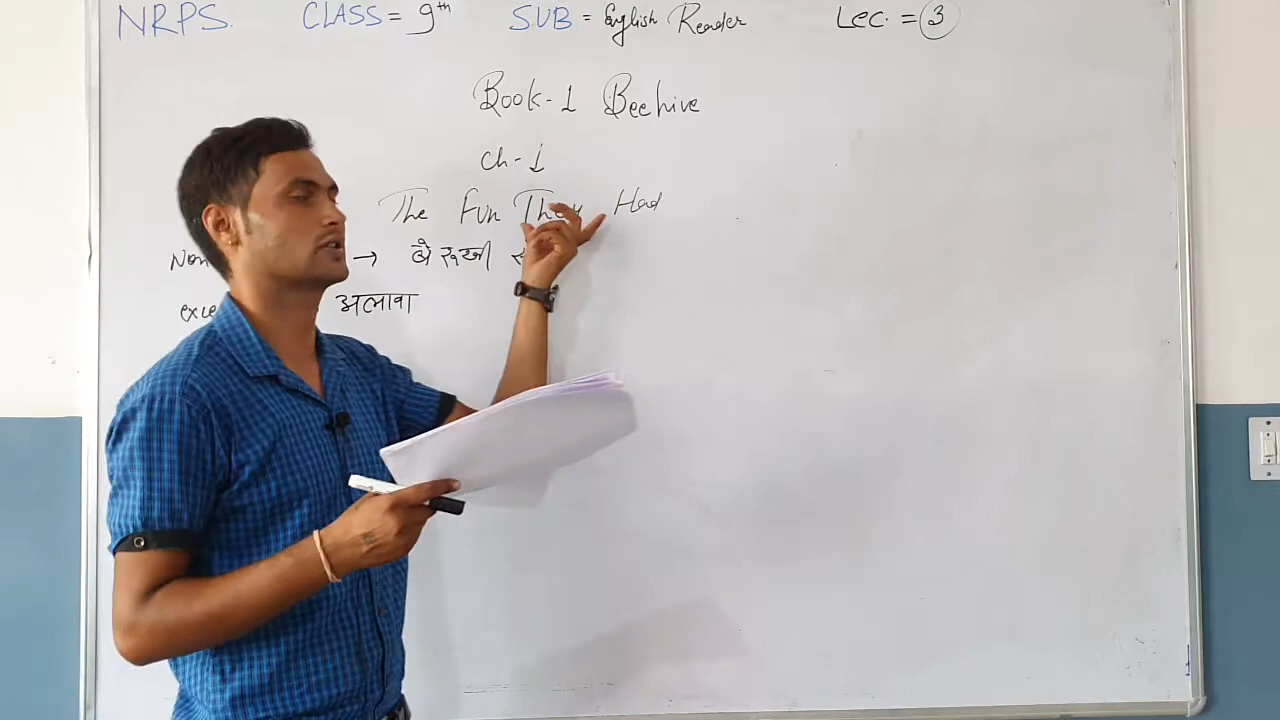 NRPS. CLASS = 9th SUB = English Reader Lec. = 3
Book-1 Beehive
ch-1
The Fun They Had
→ बेरूखी
अलावा